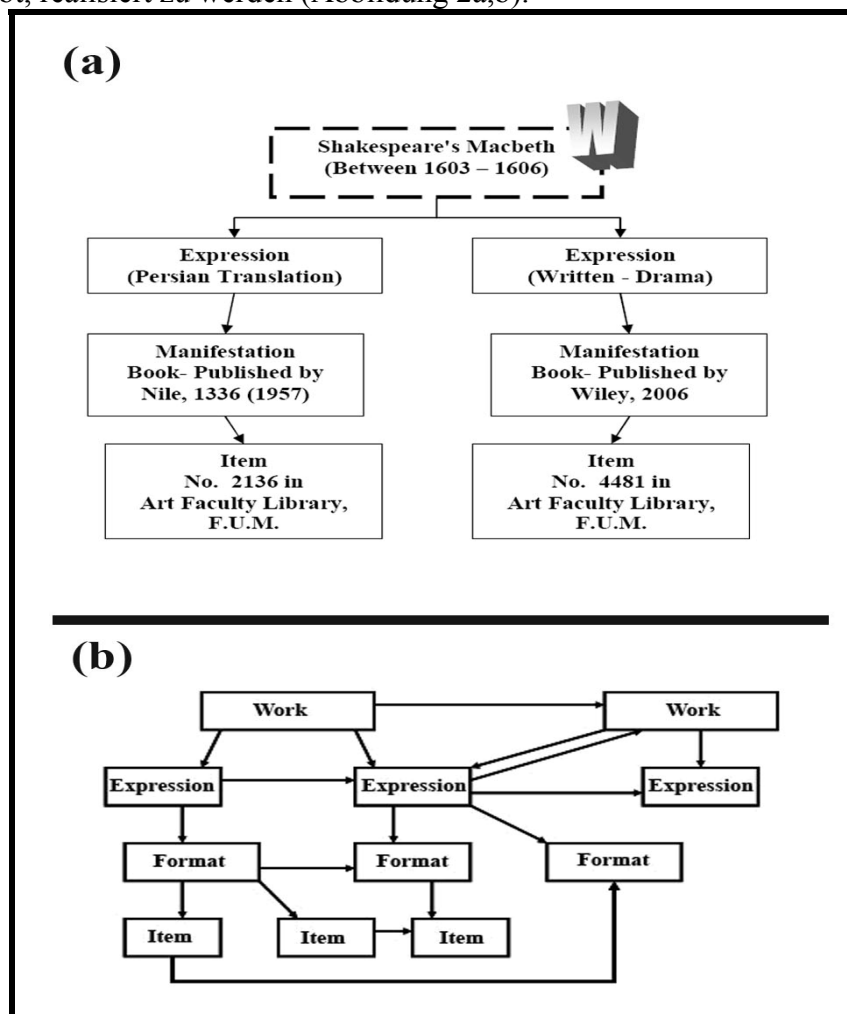 realisiert zu werden (Abbildung 2a,b).
(a)
W
Shakespeare's Macbeth
(Between 1603 – 1606)
Expression
(Persian Translation)
Expression
(Written - Drama)
Manifestation
Book- Published by
Nile, 1336 (1957)
Manifestation
Book- Published by
Wiley, 2006
Item
No. 2136 in
Art Faculty Library,
F.U.M.
Item
No. 4481 in
Art Faculty Library,
F.U.M.
(b)
Work
Work
Expression
Expression
Expression
Format
Format
Format
Item
Item
Item